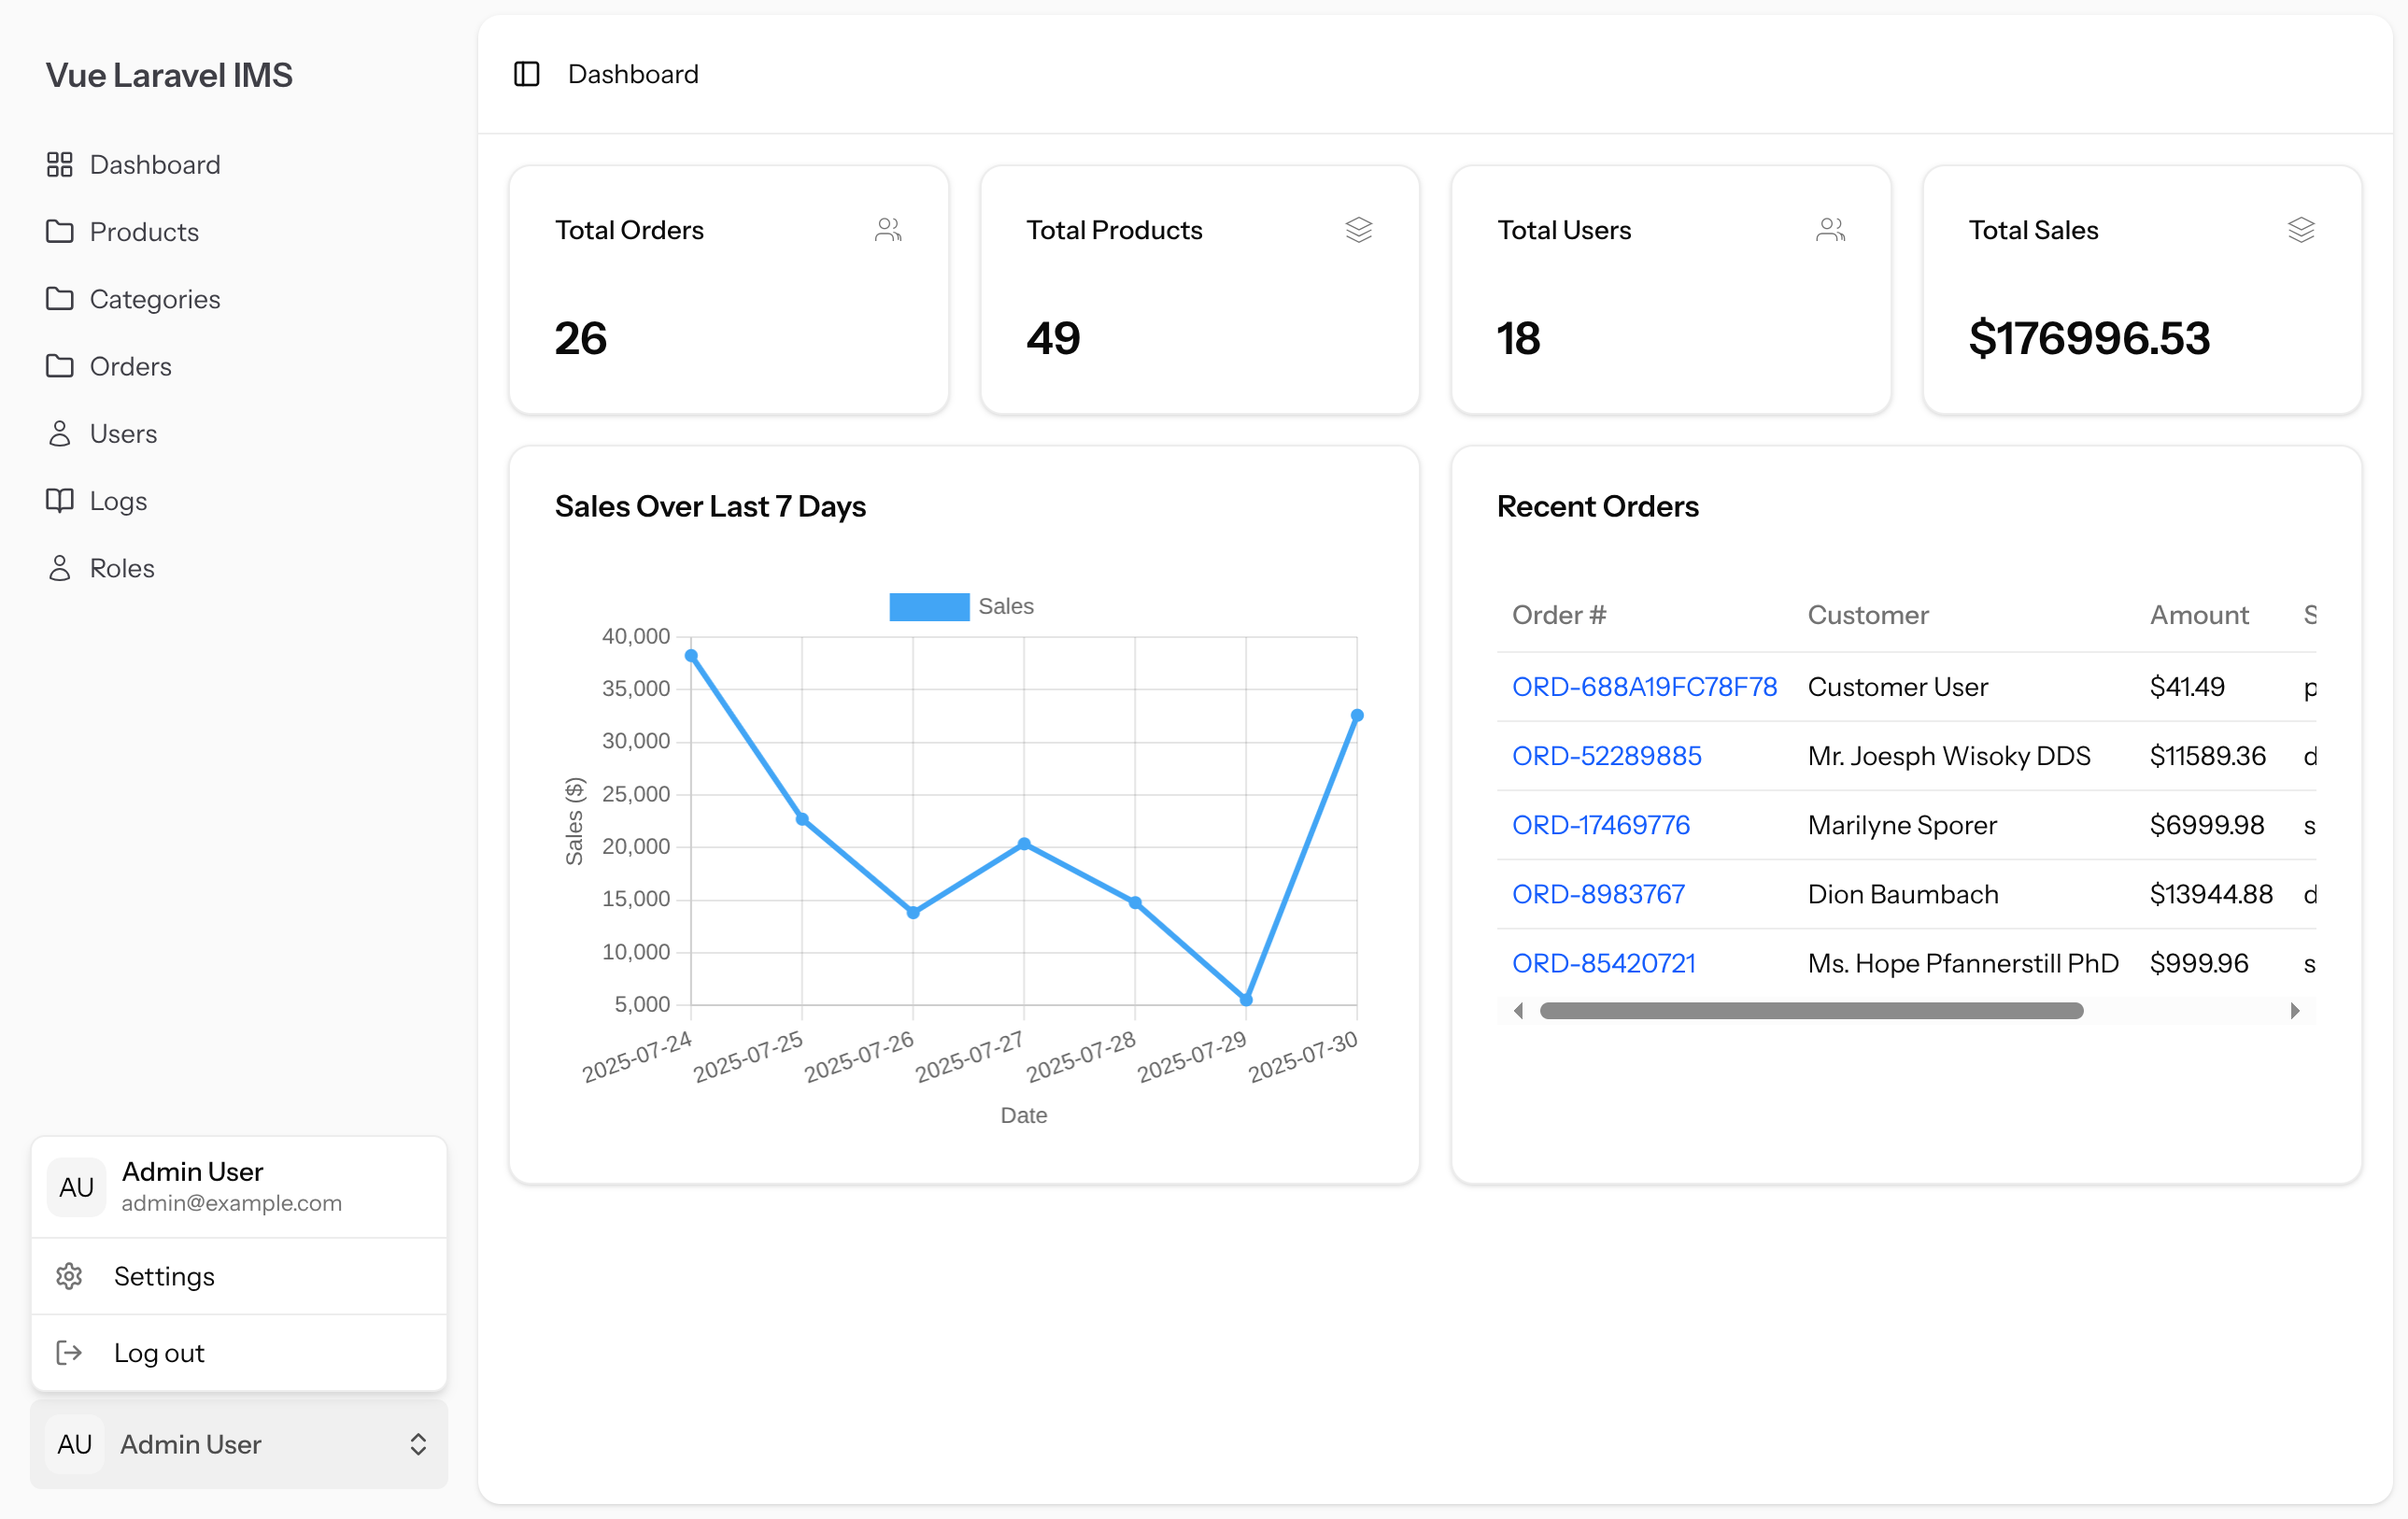 Vue Laravel IMS
Dashboard
Products
Categories
Orders
Users
Logs
Roles
AU
Admin User
admin@example.com
Settings
Log out
AU Admin User
Dashboard
Total Orders
26
Total Products
49
Total Users
18
Total Sales
$176996.53
Sales Over Last 7 Days
Sales
40,000
35,000
30,000
25,000
20,000
15,000
10,000
5,000
Sales ($)
2025-07-24 2025-07-25 2025-07-26 2025-07-27 2025-07-28 2025-07-29 2025-07-30
Date
Recent Orders
Order # Customer Amount S
ORD-688A19FC78F78 Customer User $41.49 p
ORD-52289885 Mr. Joesph Wisoky DDS $11589.36 d
ORD-17469776 Marilyne Sporer $6999.98 s
ORD-8983767 Dion Baumbach $13944.88 d
ORD-85420721 Ms. Hope Pfannerstill PhD $999.96 s